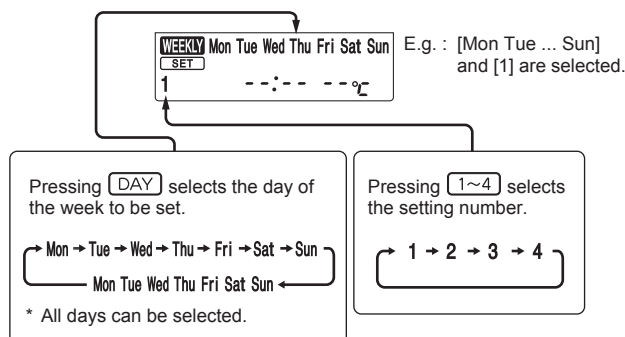 WEEKLY Mon Tue Wed Thu Fri Sat Sun
SET
1 --:-- --°C
E.g. : [Mon Tue ... Sun]
and [1] are selected.
Pressing DAY selects the day of
the week to be set.
Mon → Tue → Wed → Thu → Fri → Sat → Sun
Mon Tue Wed Thu Fri Sat Sun
* All days can be selected.
Pressing 1~4 selects
the setting number.
1 → 2 → 3 → 4